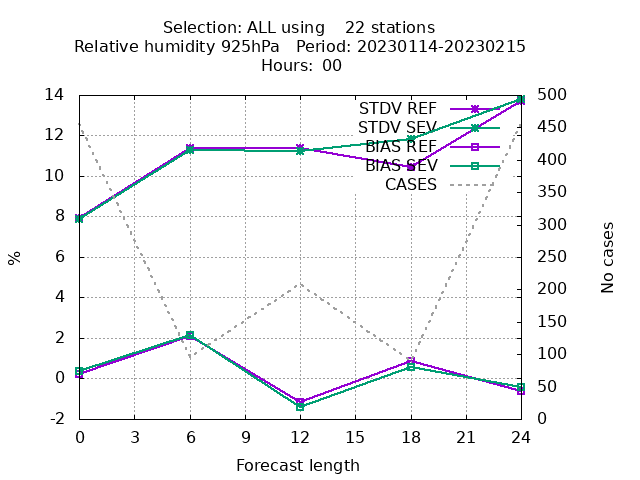 Selection: ALL using    22 stations
Relative humidity 925hPa   Period: 20230114-20230215
Hours: 00
14
12
10
8
6
4
2
0
-2
%
500
450
400
350
300
250
200
150
100
50
0
No cases
STDV REF
STDV SEV
BIAS REF
BIAS SEV
CASES
0 3 6 9 12 15 18 21 24
Forecast length